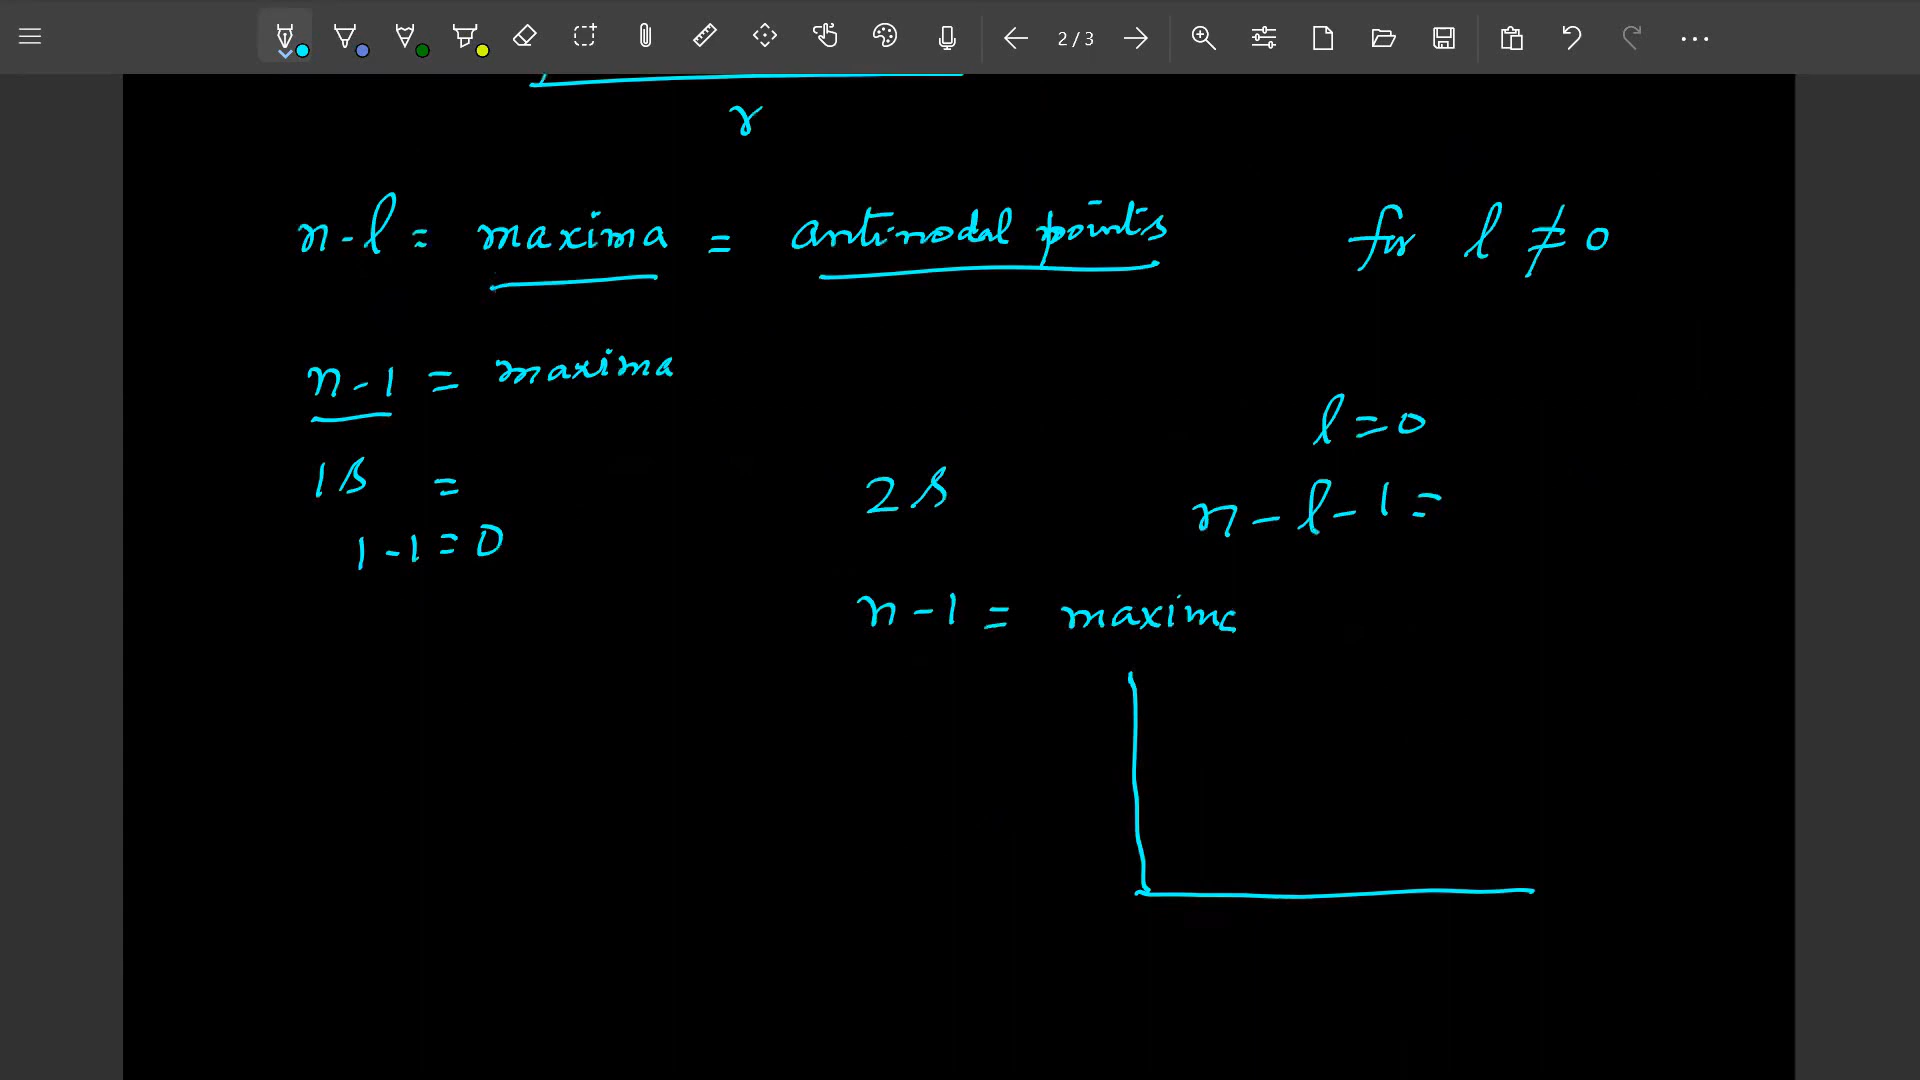 2 / 3
r
n - l = maxima = antinodal points for l ≠ 0
n - 1 = maxima
l = 0
1s =
2s
n - l - 1 =
1 - 1 = 0
n - 1 = maxima